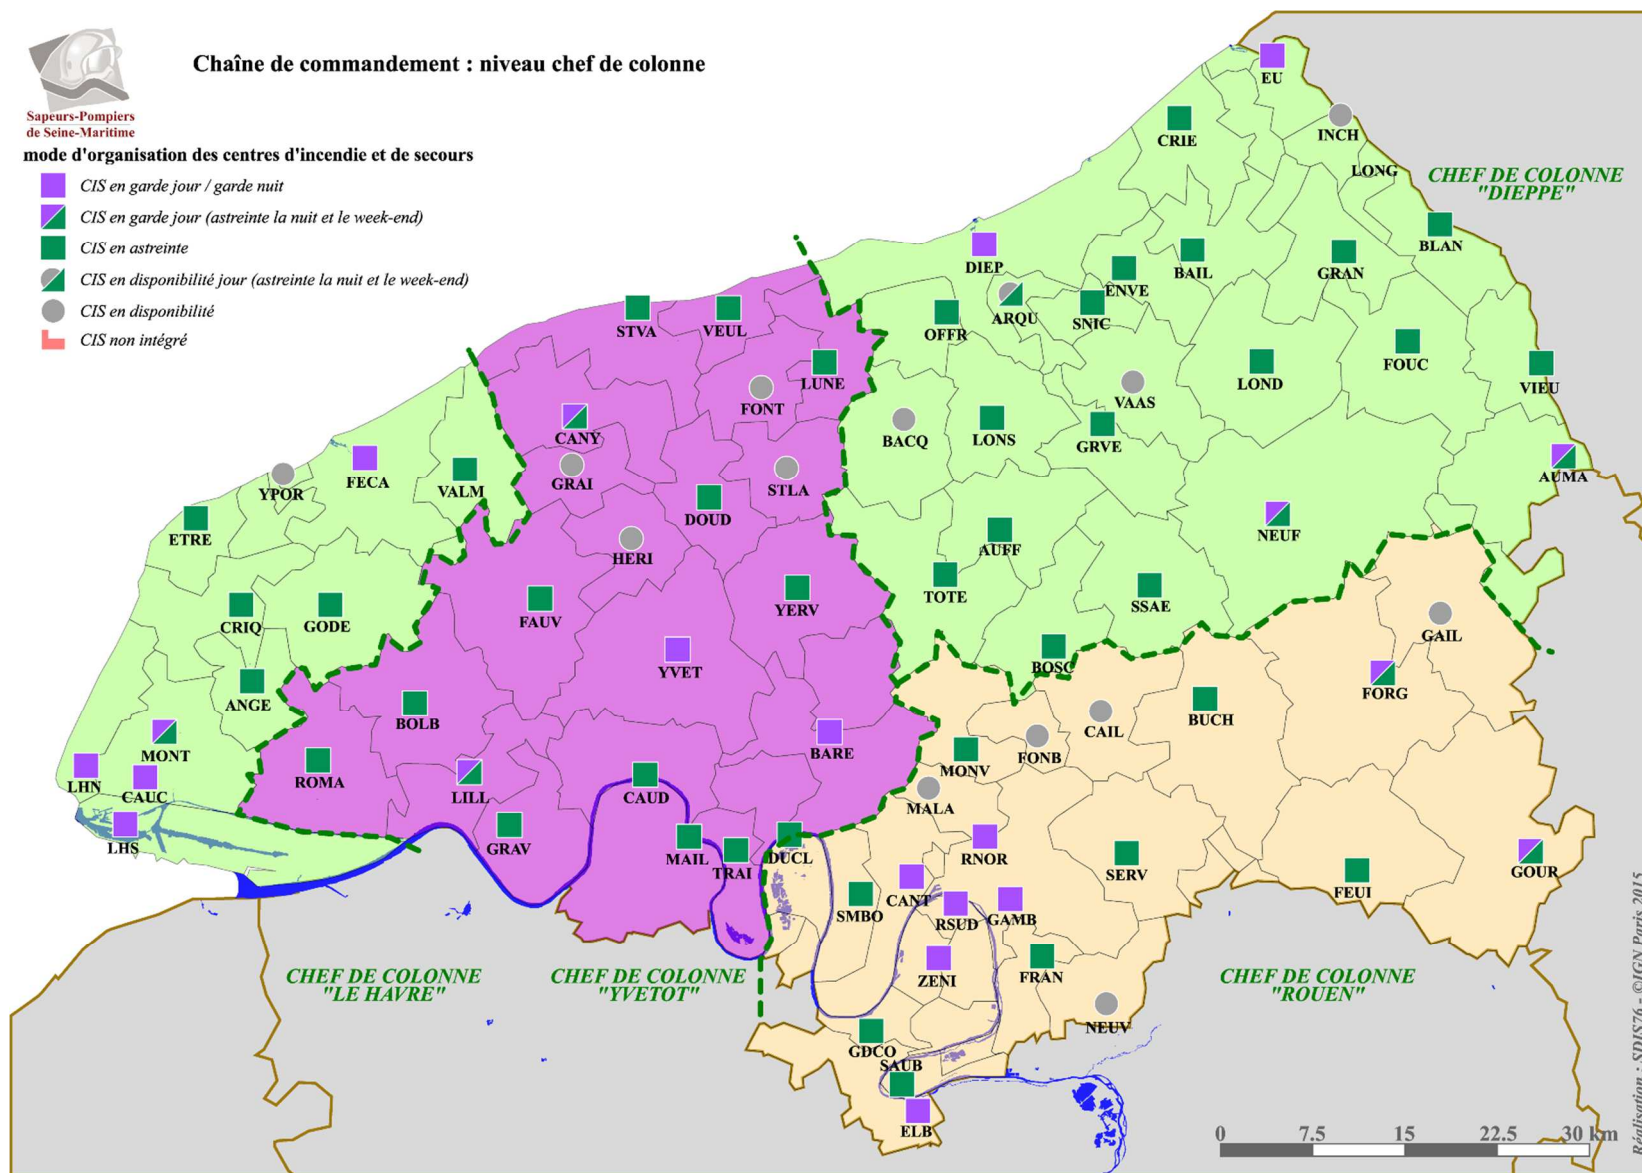 Chaîne de commandement : niveau chef de colonne
Sapeurs-Pompiers
de Seine-Maritime
mode d'organisation des centres d'incendie et de secours
CIS en garde jour / garde nuit
CIS en garde jour (astreinte la nuit et le week-end)
CIS en astreinte
CIS en disponibilité jour (astreinte la nuit et le week-end)
CIS en disponibilité
CIS non intégré
EU
INCH
CRIE
LONG
CHEF DE COLONNE
"DIEPPE"
BLAN
DIEP
BAIL
GRAN
ENVE
ARQU
SNIC
OFFR
STVA
VEUL
LUNE
FOUC
LOND
VIEU
FONT
VAAS
CANY
BACQ
LONS
GRVE
AUMA
GRAI
STLA
FECA
YPOR
VALM
DOUD
ETRE
NEUF
HERI
AUFF
TOTE
SSAE
YERV
FAUV
CRIQ
GODE
GAIL
BOSC
YVET
FORG
ANGE
BOLB
BUCH
CAIL
MONT
BARE
FONB
MONV
LHN
CAUC
ROMA
LILL
CAUD
MALA
LHS
GRAV
MAIL
TRAI
DUCL
RNOR
SERV
GOUR
FEUI
CANT
SMBO
RSUD
GAMB
ZENI
FRAN
CHEF DE COLONNE
"LE HAVRE"
CHEF DE COLONNE
"YVETOT"
CHEF DE COLONNE
"ROUEN"
NEUV
GDCO
SAUB
ELB
0 7.5 15 22.5 30 km
Réalisation : SDIS76 - ©IGN Paris 2015